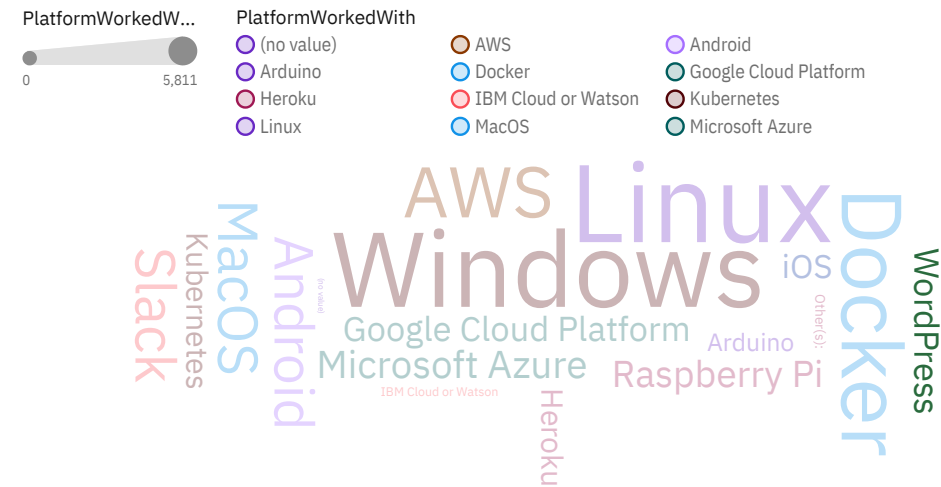 PlatformWorkedW...
PlatformWorkedWith
0
5,811
(no value)
AWS
Android
Arduino
Docker
Google Cloud Platform
Heroku
IBM Cloud or Watson
Kubernetes
Linux
MacOS
Microsoft Azure
AWS
Linux
Docker
MacOS
Kubernetes
Slack
Android
(no value)
Windows
iOS
WordPress
Other(s):
Google Cloud Platform
Arduino
Microsoft Azure
Raspberry Pi
IBM Cloud or Watson
Heroku